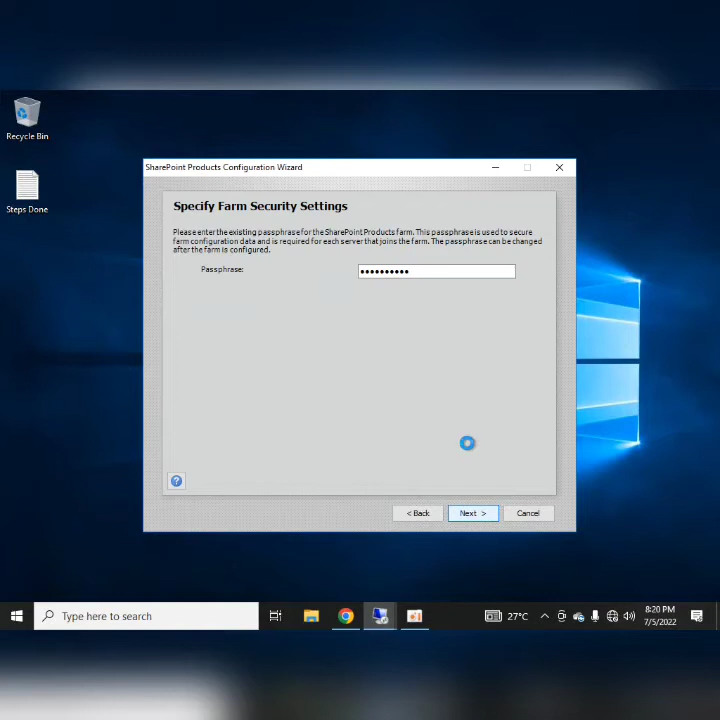 Recycle Bin
Steps Done
SharePoint Products Configuration Wizard
Specify Farm Security Settings
Please enter the existing passphrase for the SharePoint Products farm. This passphrase is used to secure
farm configuration data and is required for each server that joins the farm. The passphrase can be changed
after the farm is configured.
Passphrase:
••••••••••
?
< Back
Next >
Cancel
Type here to search
27°C
8:20 PM
7/5/2022